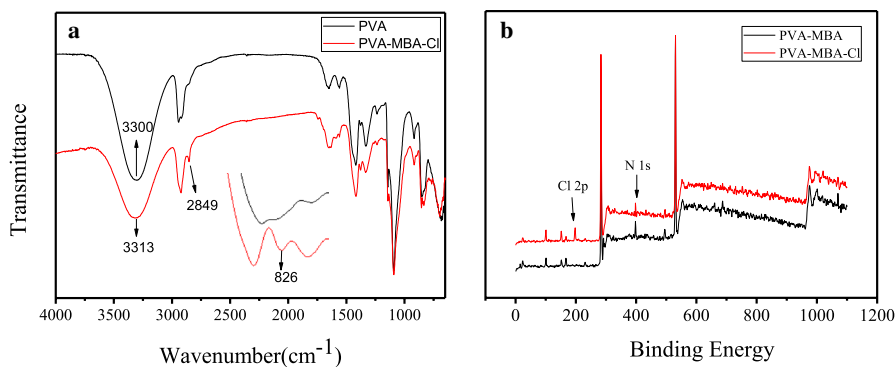 a
PVA
PVA-MBA-Cl
3300
2849
3313
826
Transmittance
4000 3500 3000 2500 2000 1500 1000
Wavenumber(cm-1)
b
PVA-MBA
PVA-MBA-Cl
N 1s
Cl 2p
0 200 400 600 800 1000 1200
Binding Energy